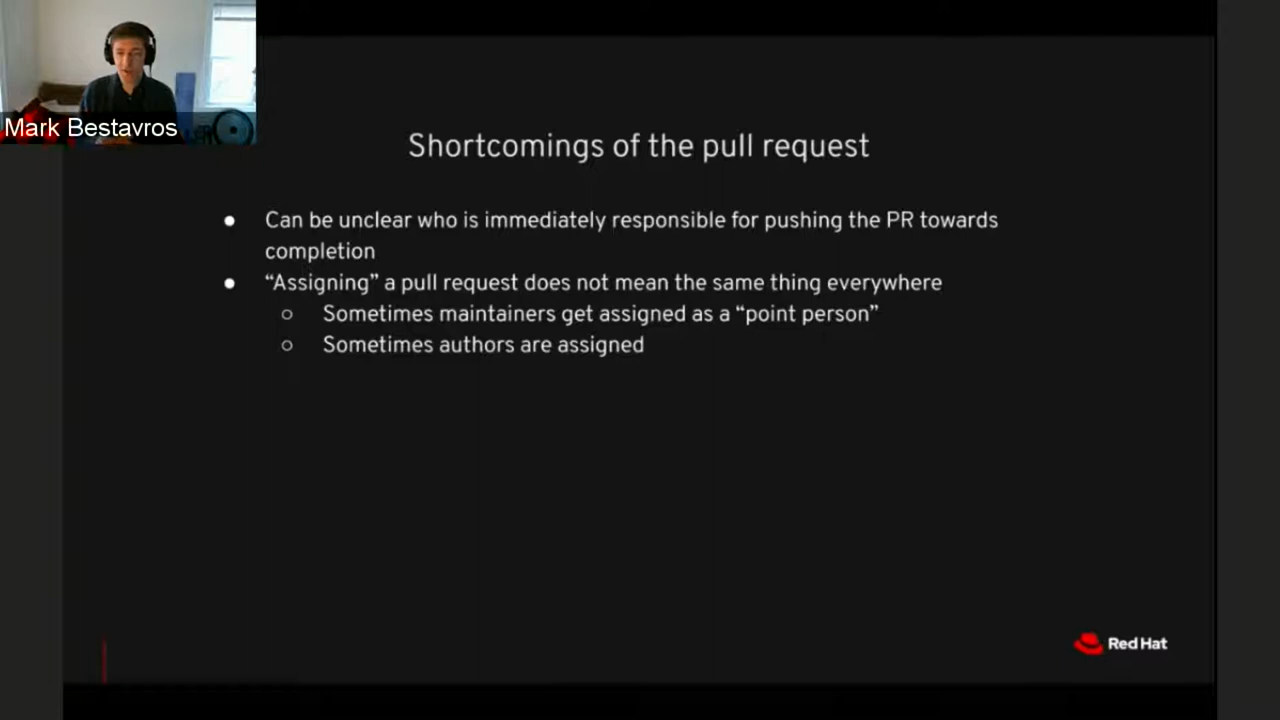 Mark Bestavros
Shortcomings of the pull request
● Can be unclear who is immediately responsible for pushing the PR towards
completion
● “Assigning” a pull request does not mean the same thing everywhere
○ Sometimes maintainers get assigned as a “point person”
○ Sometimes authors are assigned
Red Hat